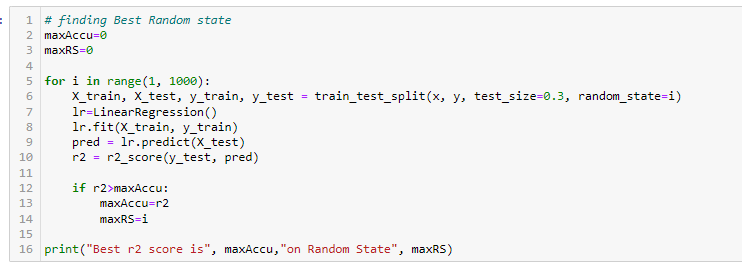 1 # finding Best Random state
2 maxAccu=0
3 maxRS=0
4
5 for i in range(1, 1000):
6     X_train, X_test, y_train, y_test = train_test_split(x, y, test_size=0.3, random_state=i)
7     lr=LinearRegression()
8     lr.fit(X_train, y_train)
9     pred = lr.predict(X_test)
10     r2 = r2_score(y_test, pred)
11
12     if r2>maxAccu:
13         maxAccu=r2
14         maxRS=i
15
16 print("Best r2 score is", maxAccu,"on Random State", maxRS)